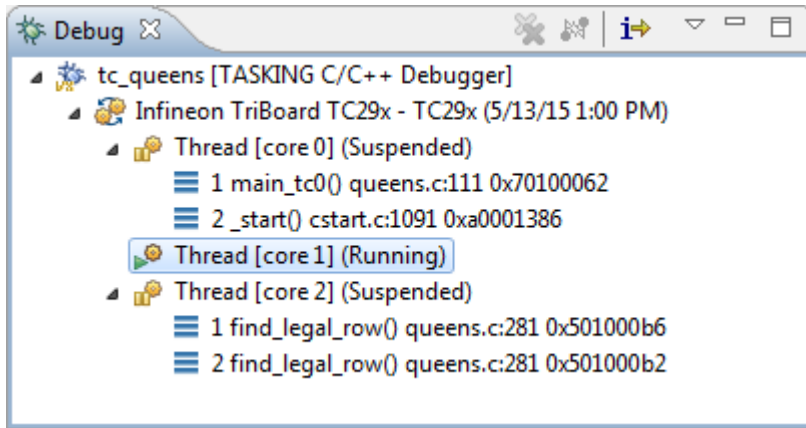 Debug
tc_queens [TASKING C/C++ Debugger]
Infineon TriBoard TC29x - TC29x (5/13/15 1:00 PM)
Thread [core 0] (Suspended)
1 main_tc0() queens.c:111 0x70100062
2 _start() cstart.c:1091 0xa0001386
Thread [core 1] (Running)
Thread [core 2] (Suspended)
1 find_legal_row() queens.c:281 0x501000b6
2 find_legal_row() queens.c:281 0x501000b2